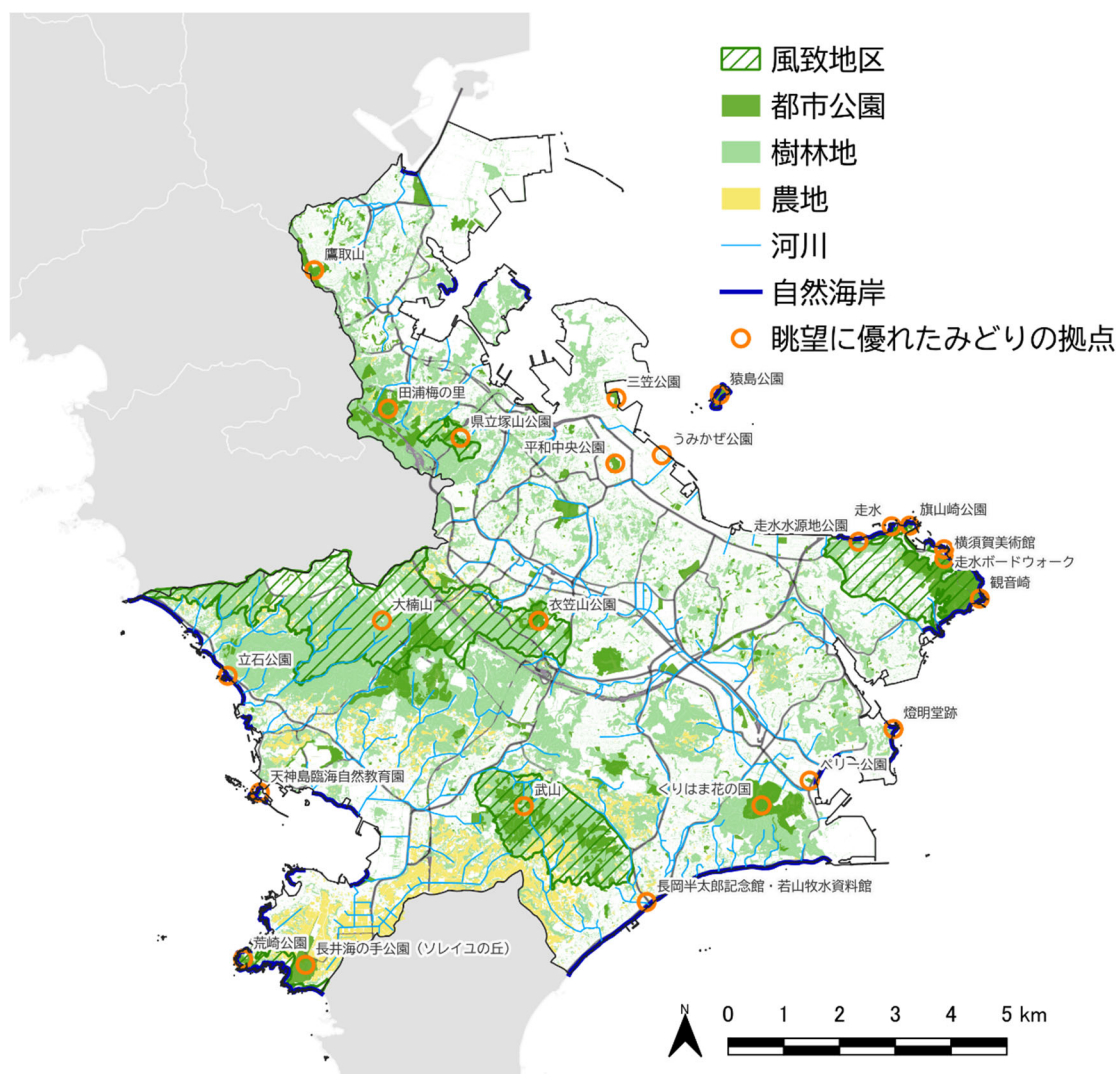 風致地区
都市公園
樹林地
農地
河川
自然海岸
眺望に優れたみどりの拠点
鷹取山
田浦梅の里
県立塚山公園
三笠公園
猿島公園
平和中央公園
うみかぜ公園
走水水源地公園
走水
旗山崎公園
横須賀美術館
走水ボードウォーク
観音崎
大楠山
衣笠山公園
立石公園
燈明堂跡
天神島臨海自然教育園
武山
くりはま花の国
ペリー公園
長岡半太郎記念館・若山牧水資料館
荒崎公園
長井海の手公園（ソレイユの丘）
N
0 1 2 3 4 5 km